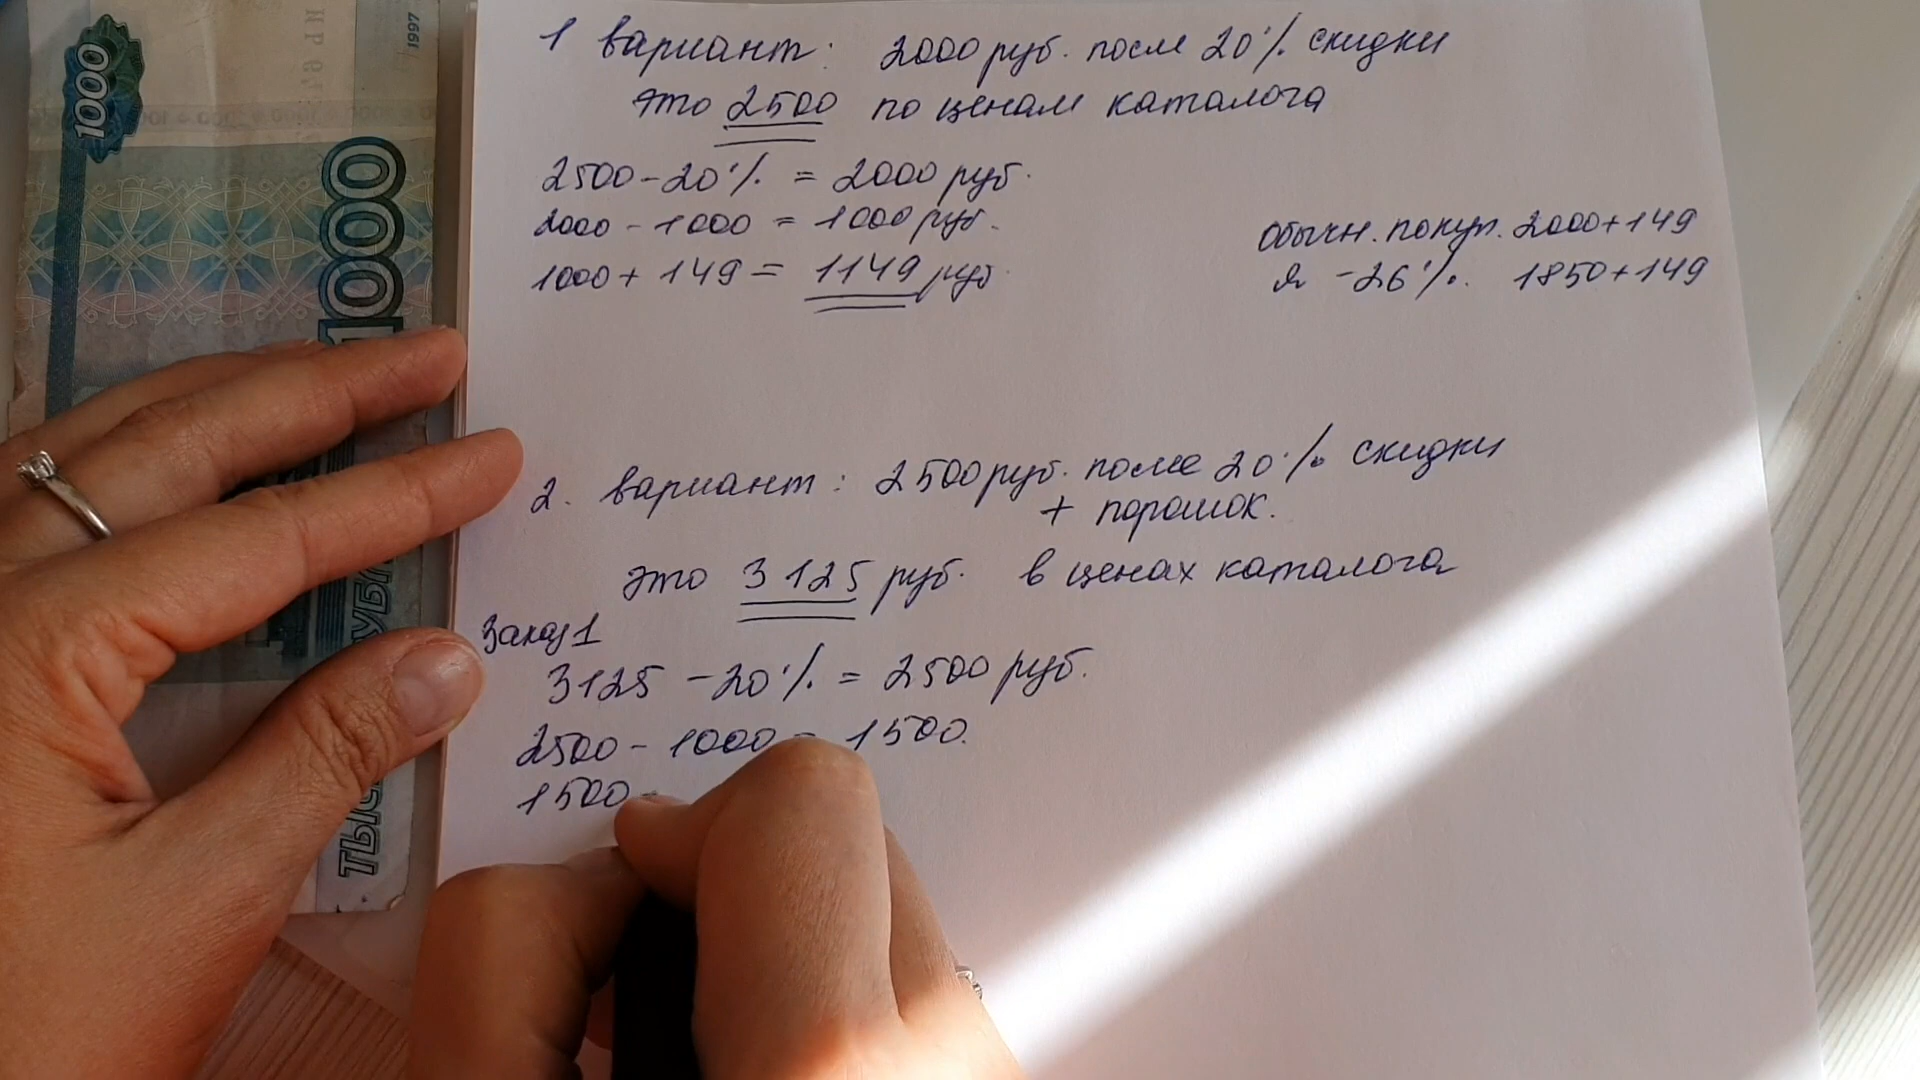 1 вариант: 2000 руб. после 20% скидки
это 2500 по ценам каталога
2500-20% = 2000 руб.
2000 - 1000 = 1000 руб.
1000 + 149 = 1149 руб.
Обычн. покуп. 2000+149
Я -26%. 1850+149
2. вариант: 2500 руб. после 20% скидки
+ порошок.
это 3125 руб. в ценах каталога
Заказ 1
3125 - 20% = 2500 руб.
2500 - 1000 = 1500.
1500
1000
1997
1000